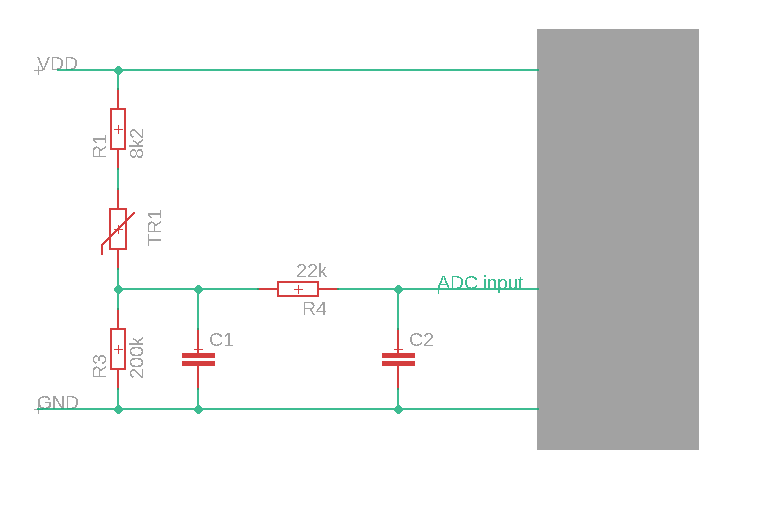 VDD
R1
8k2
TR1
22k
ADC input
R4
C1
C2
R3
200k
GND